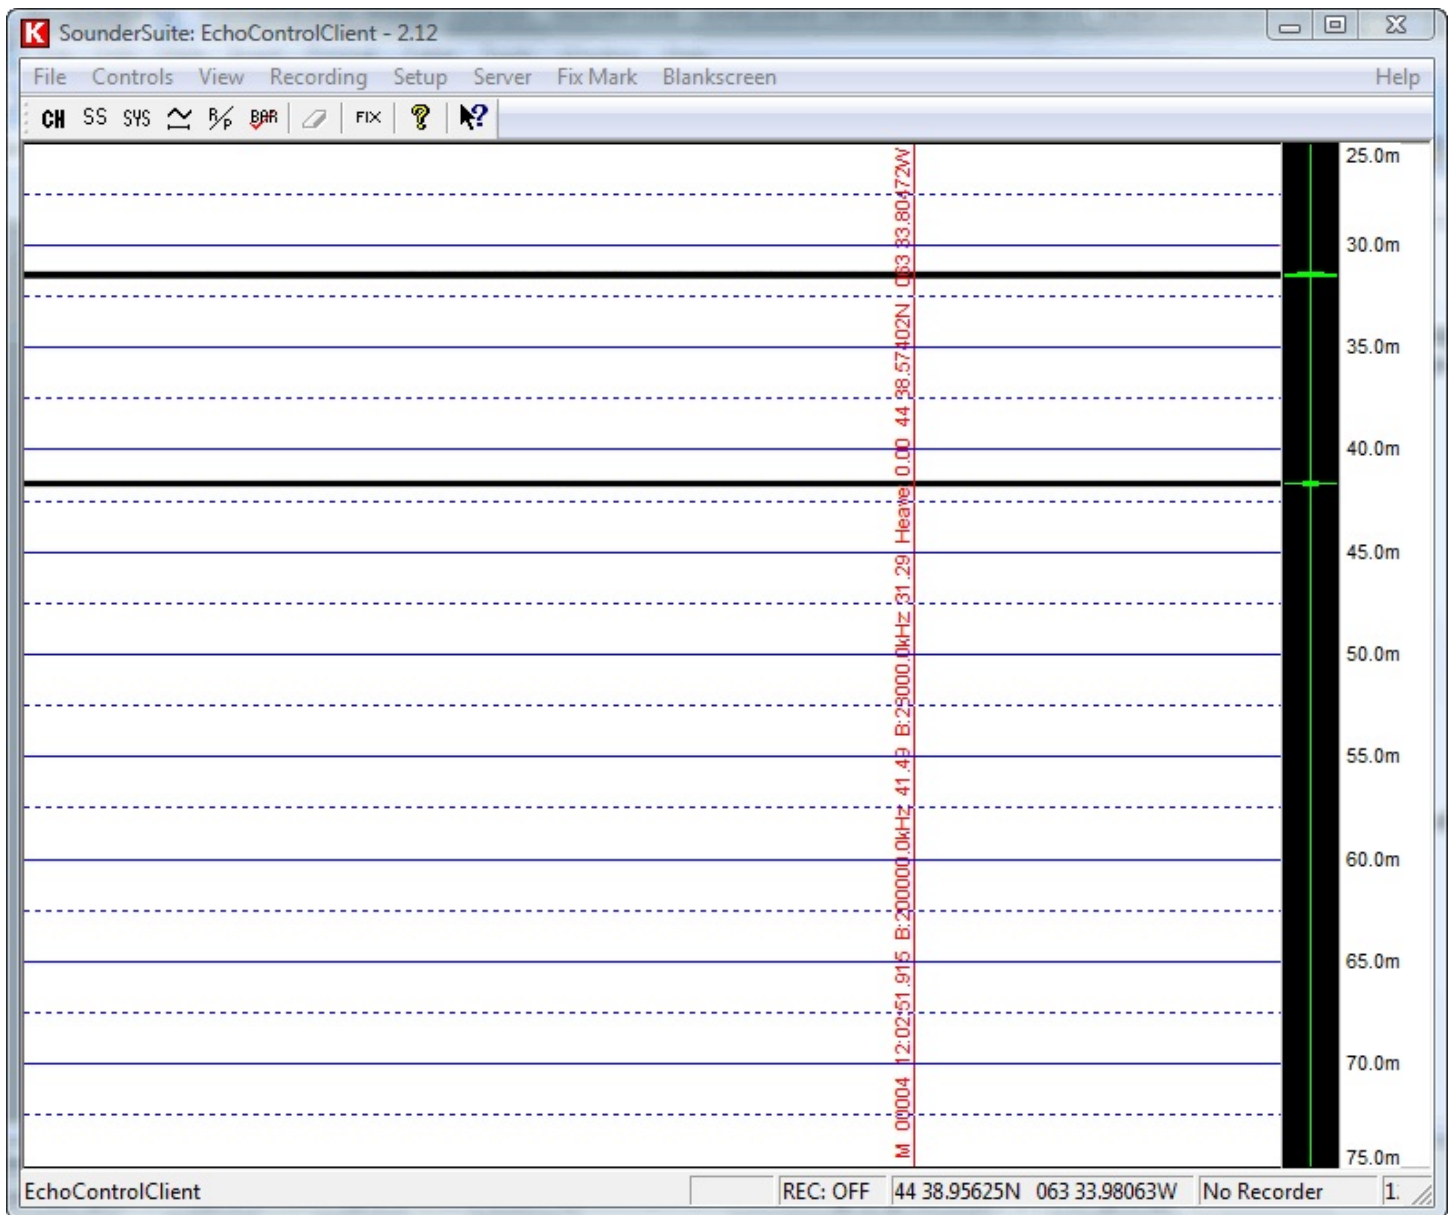 K SounderSuite: EchoControlClient - 2.12
File Controls View Recording Setup Server Fix Mark Blankscreen Help
CH SS SYS R/P BAR FIX ? ?
25.0m
30.0m
35.0m
40.0m
45.0m
50.0m
55.0m
60.0m
65.0m
70.0m
75.0m
M 00004 12:02:51.915 B:200000.0kHz 41.49 B:28000.0kHz 31.29 Heave 0.00 44 38.57402N 063 33.80472W
EchoControlClient REC: OFF 44 38.95625N 063 33.98063W No Recorder